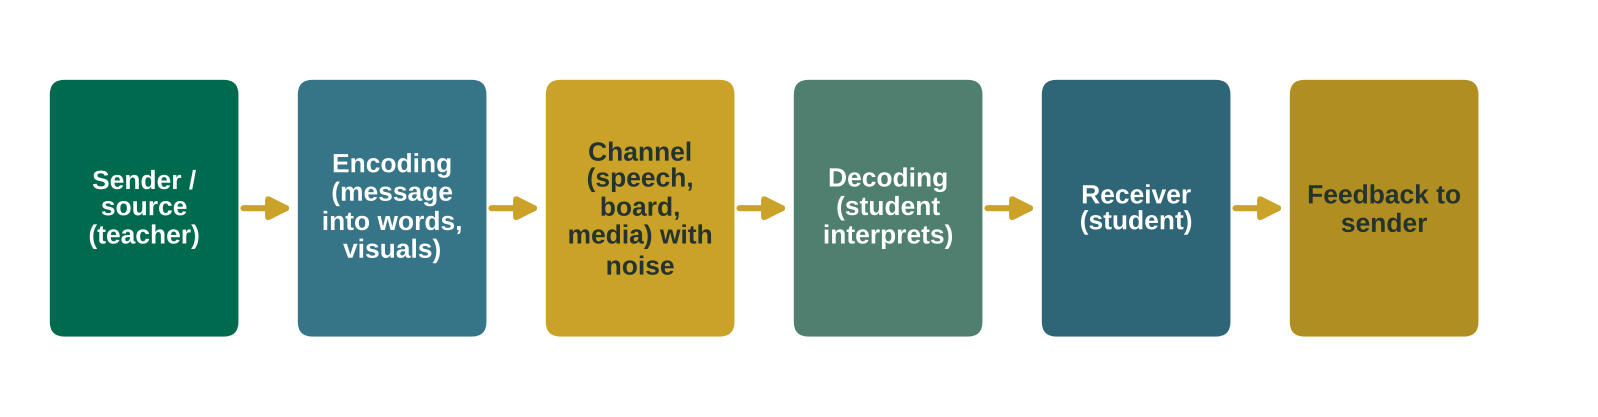 Sender /
source
(teacher)
Encoding
(message
into words,
visuals)
Channel
(speech,
board,
media) with
noise
Decoding
(student
interprets)
Receiver
(student)
Feedback to
sender